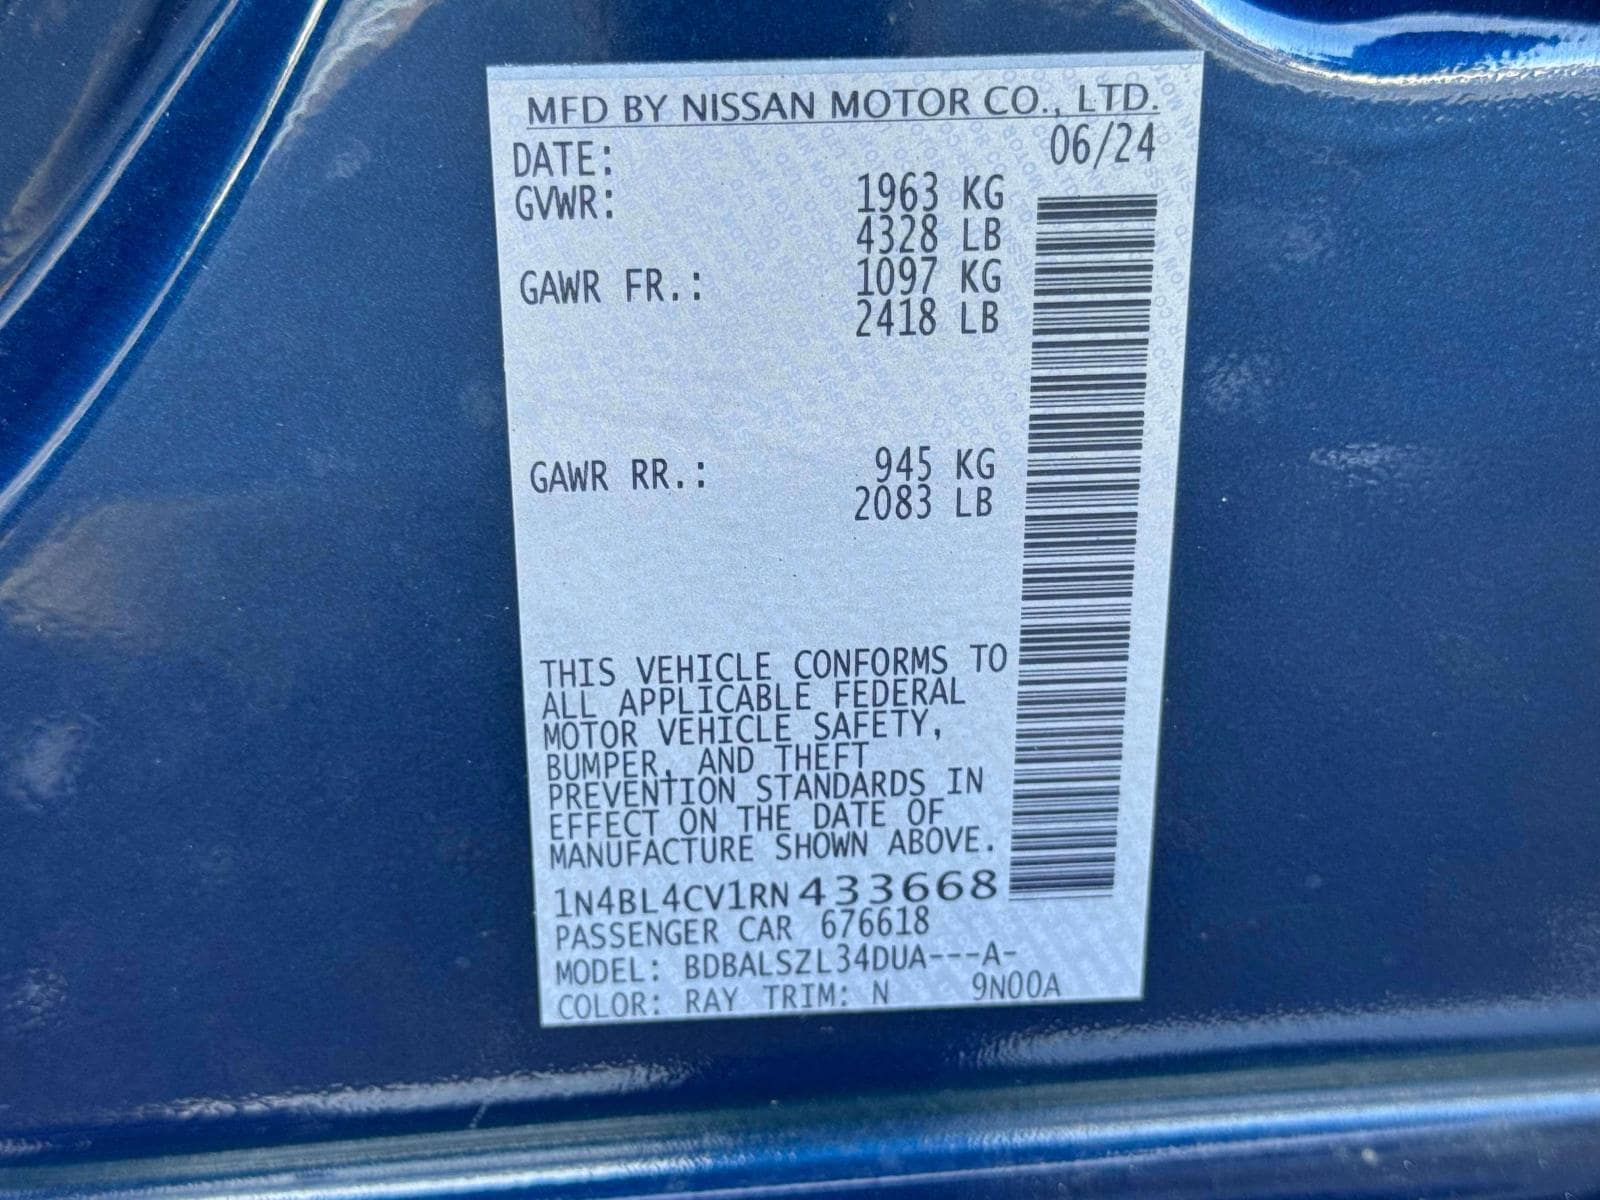 MFD BY NISSAN MOTOR CO., LTD.
DATE: 06/24
GVWR: 1963 KG
4328 LB
GAWR FR.: 1097 KG
2418 LB
GAWR RR.: 945 KG
2083 LB
THIS VEHICLE CONFORMS TO
ALL APPLICABLE FEDERAL
MOTOR VEHICLE SAFETY,
BUMPER, AND THEFT
PREVENTION STANDARDS IN
EFFECT ON THE DATE OF
MANUFACTURE SHOWN ABOVE.
1N4BL4CV1RN433668
PASSENGER CAR 676618
MODEL: BDBALSZL34DUA---A-
COLOR: RAY TRIM: N 9N00A